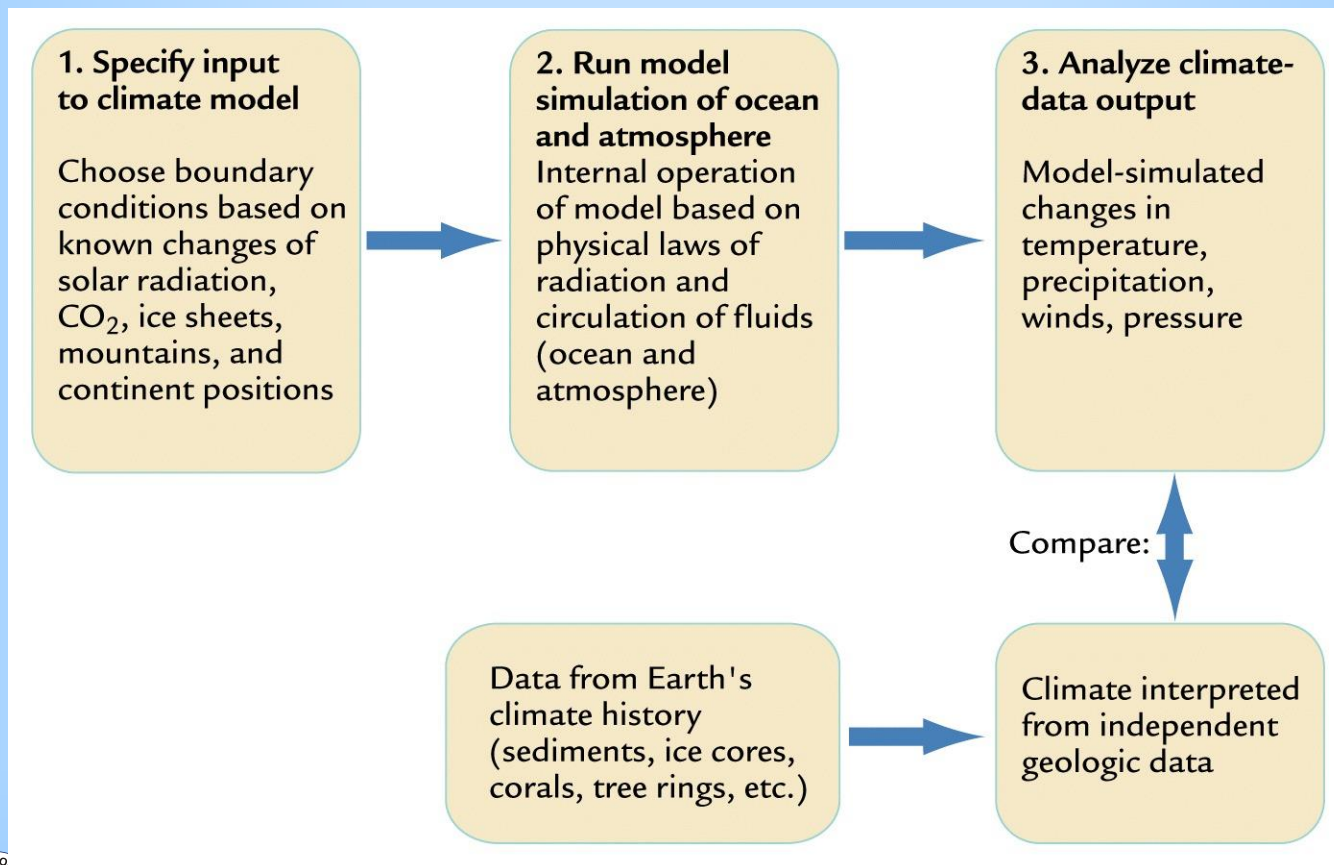 1. Specify input
to climate model
Choose boundary
conditions based on
known changes of
solar radiation,
CO₂, ice sheets,
mountains, and
continent positions
2. Run model
simulation of ocean
and atmosphere
Internal operation
of model based on
physical laws of
radiation and
circulation of fluids
(ocean and
atmosphere)
3. Analyze climate-
data output
Model-simulated
changes in
temperature,
precipitation,
winds, pressure
Compare:
Data from Earth's
climate history
(sediments, ice cores,
corals, tree rings, etc.)
Climate interpreted
from independent
geologic data